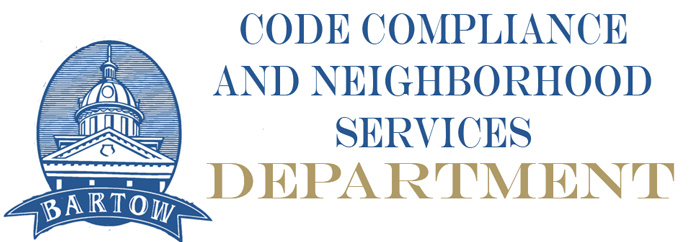 CODE COMPLIANCE
AND NEIGHBORHOOD
SERVICES
DEPARTMENT
BARTOW